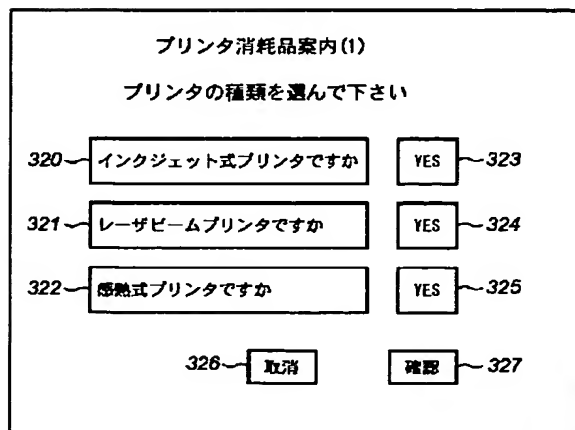 プリンタ消耗品案内(1)
プリンタの種類を選んで下さい
320 インクジェット式プリンタですか YES 323
321 レーザビームプリンタですか YES 324
322 感熱式プリンタですか YES 325
326 取消 確認 327